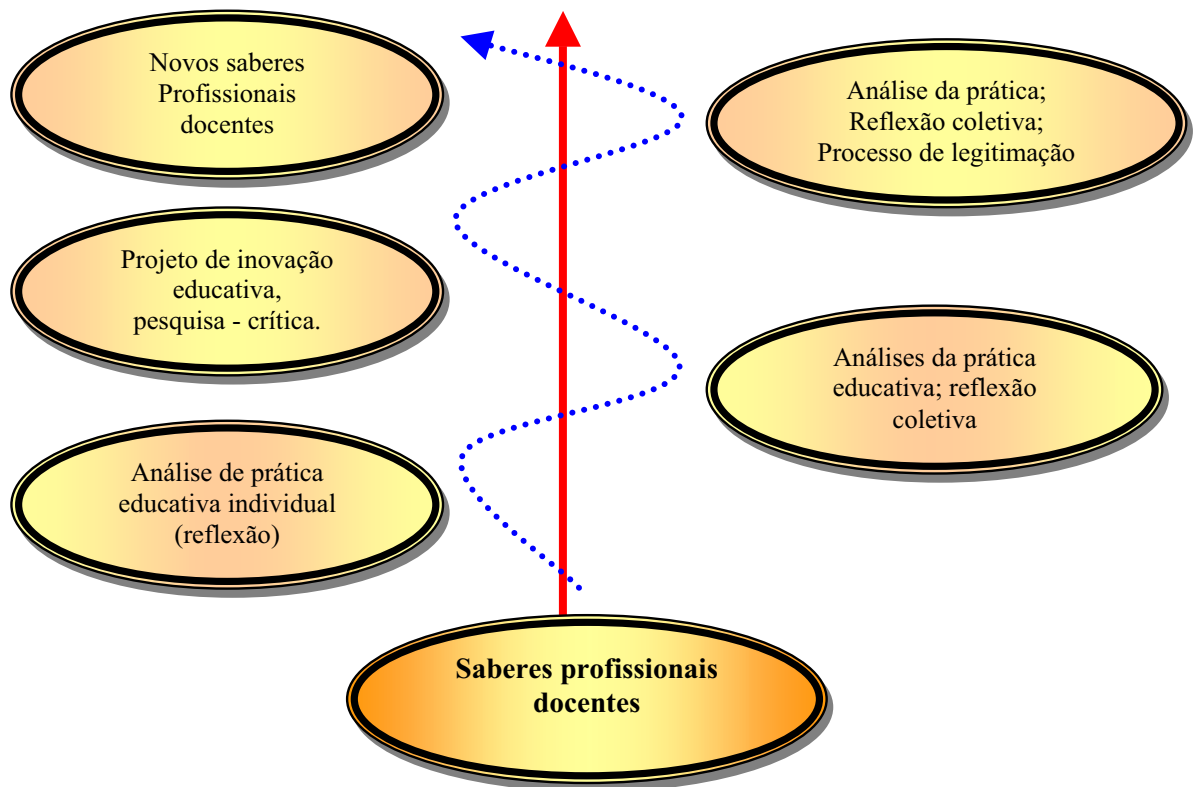 Novos saberes
Profissionais
docentes
Análise da prática;
Reflexão coletiva;
Processo de legitimação
Projeto de inovação
educativa,
pesquisa - crítica.
Análises da prática
educativa; reflexão
coletiva
Análise de prática
educativa individual
(reflexão)
Saberes profissionais
docentes